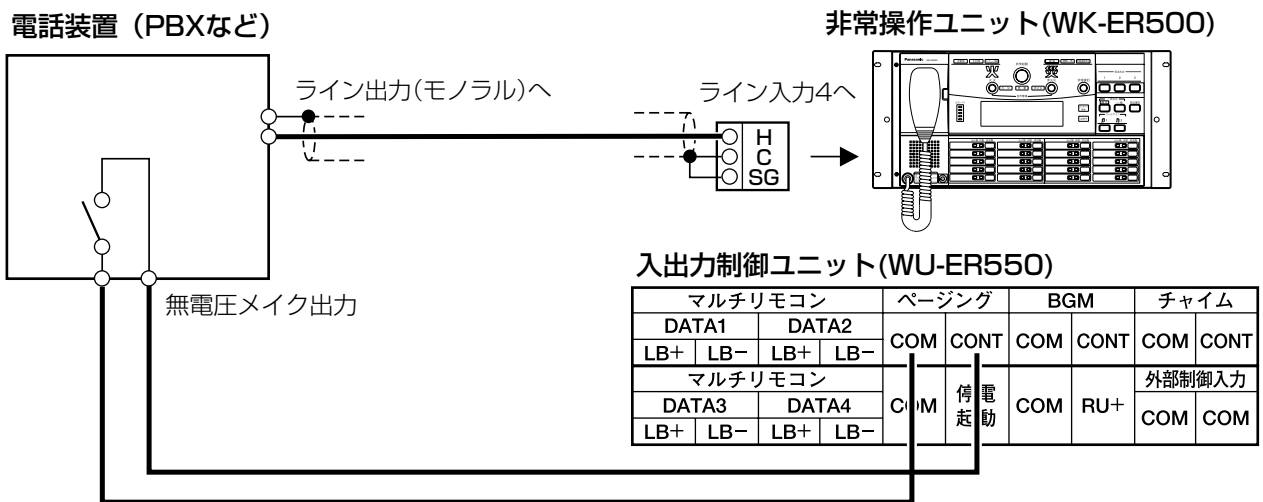 電話装置（PBXなど）
非常操作ユニット(WK-ER500)
ライン出力(モノラル)へ
ライン入力4へ
H
C
SG
Panasonic
火 災
無電圧メイク出力
入出力制御ユニット(WU-ER550)
マルチリモコン ページング BGM チャイム
DATA1 DATA2 COM CONT COM CONT COM CONT
LB+ LB− LB+ LB−
マルチリモコン COM 停電起動 COM RU+ 外部制御入力
DATA3 DATA4 COM COM
LB+ LB− LB+ LB−